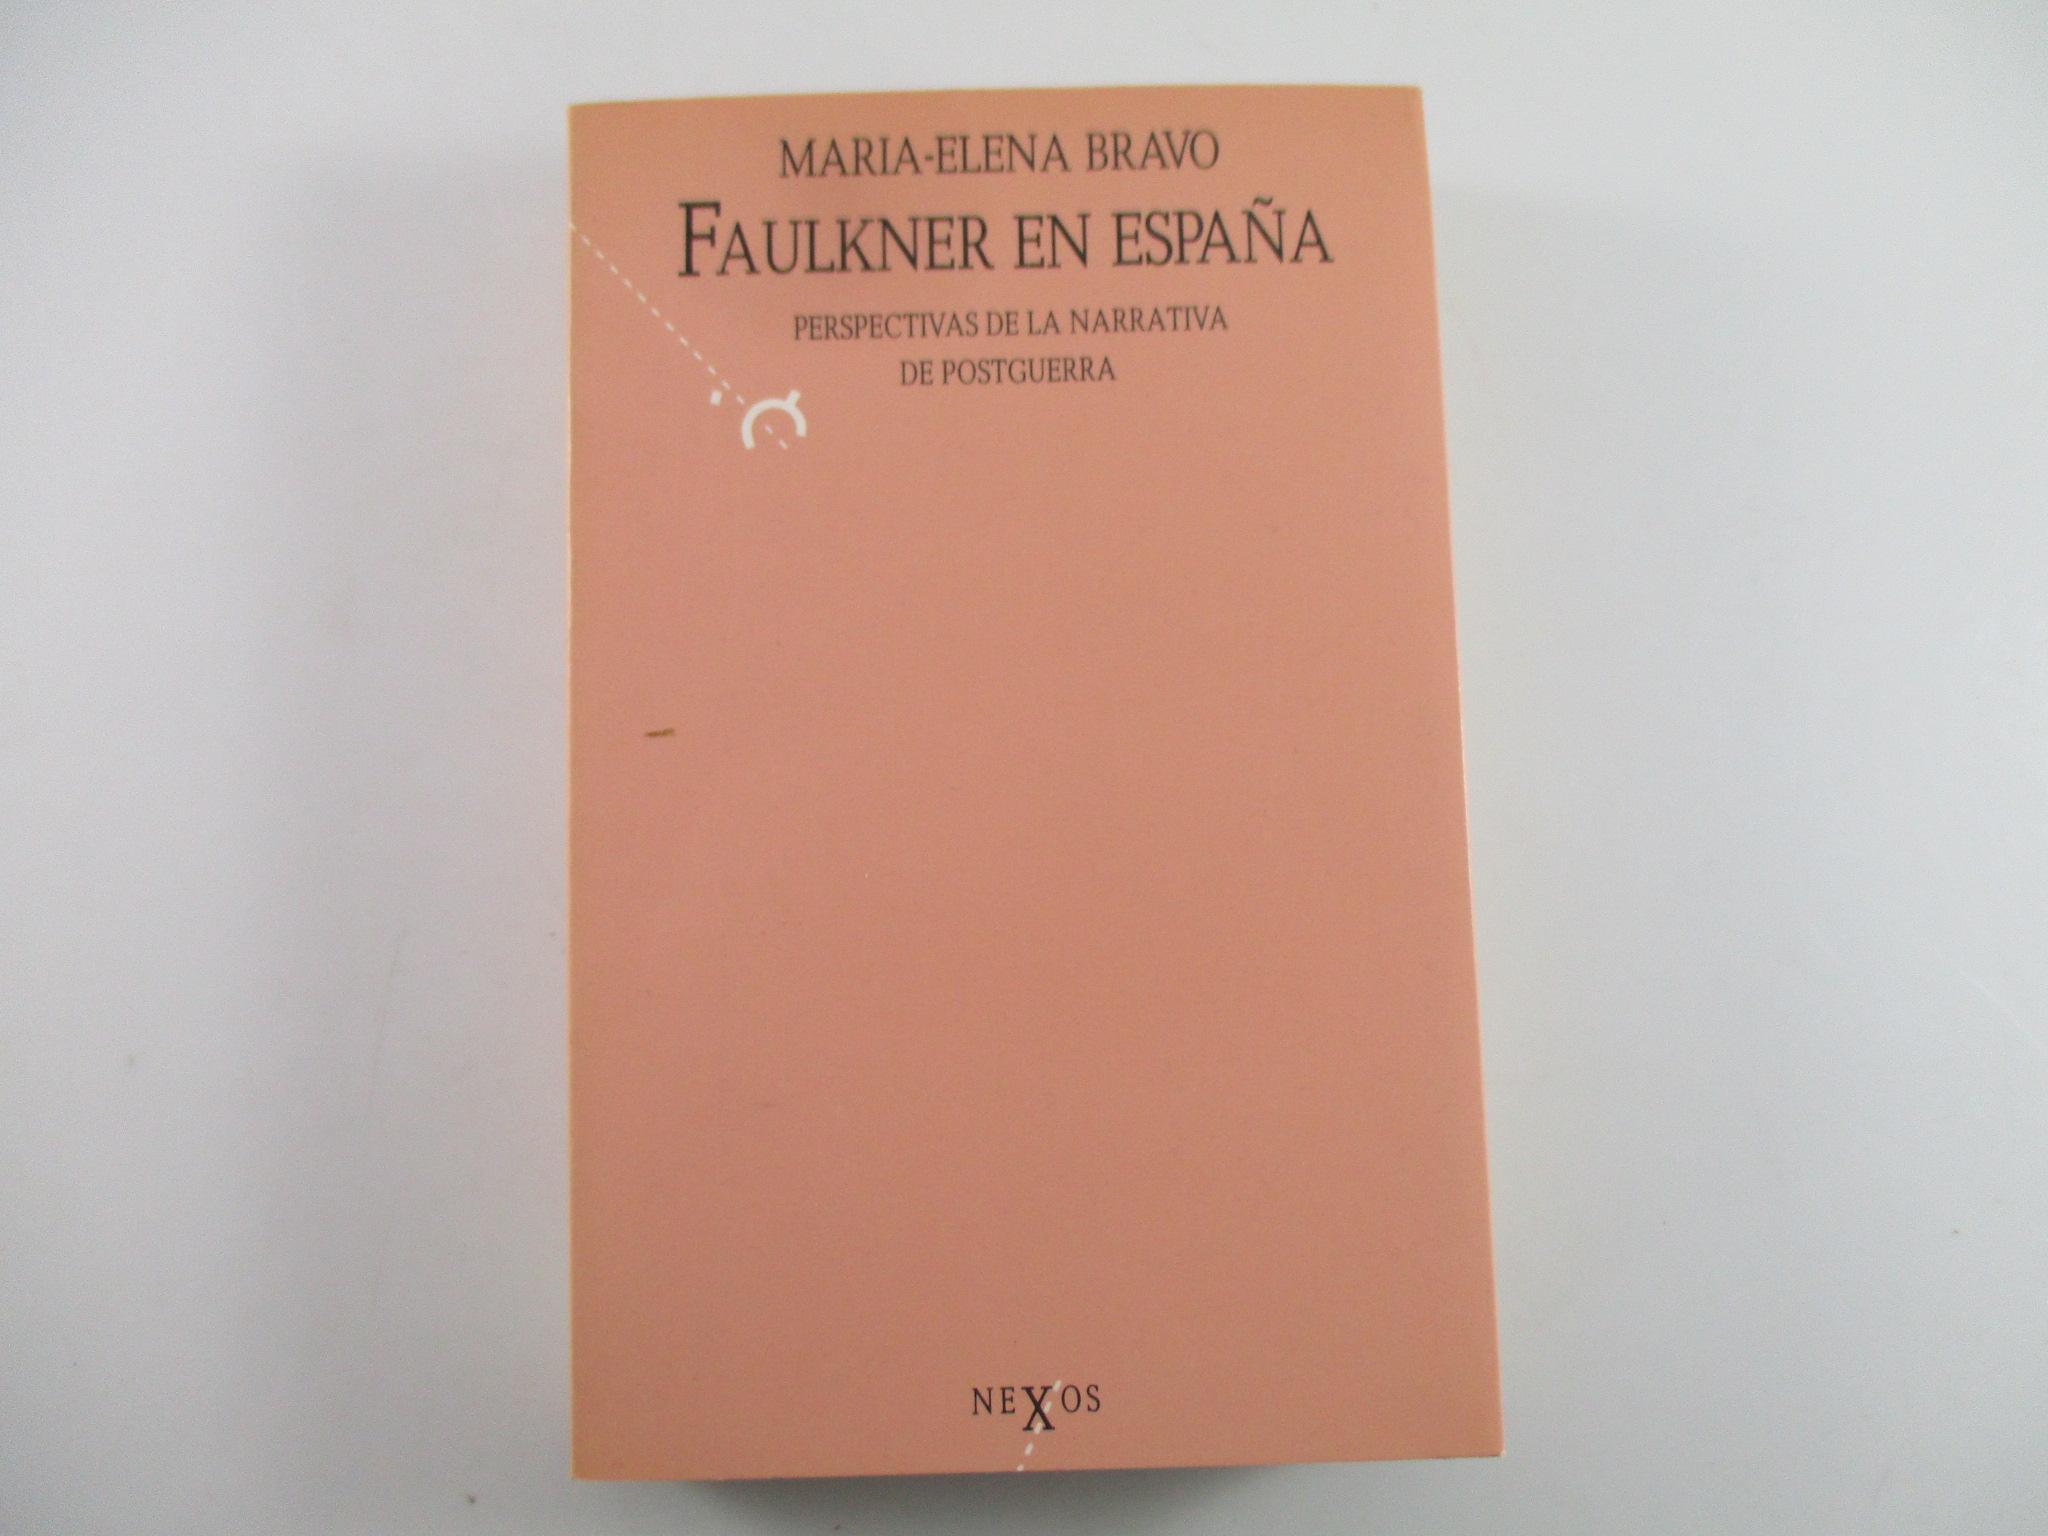 MARIA-ELENA BRAVO
FAULKNER EN ESPAÑA
PERSPECTIVAS DE LA NARRATIVA
DE POSTGUERRA
NEXOS